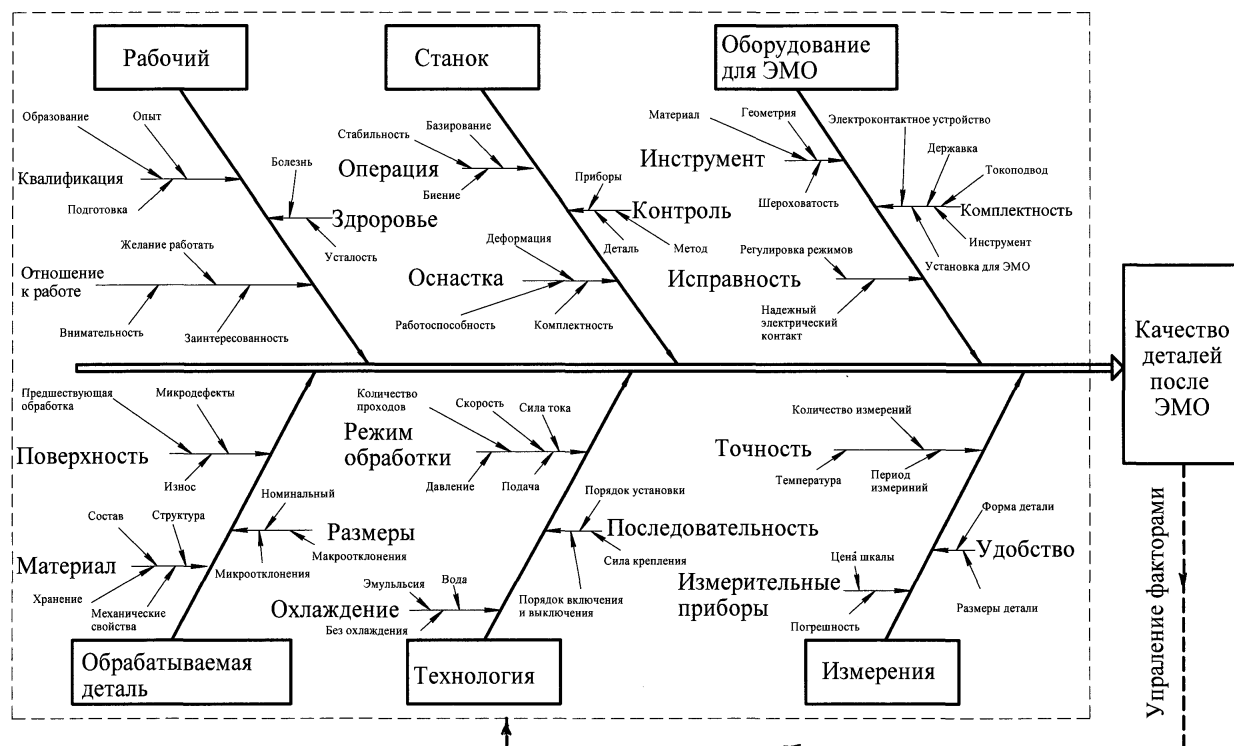 Рабочий
Станок
Оборудование
для ЭМО
Образование
Опыт
Квалификация
Подготовка
Болезнь
Здроровье
Усталость
Желание работать
Отношение
к работе
Внимательность
Заинтересованность
Стабильность
Базирование
Операция
Биение
Приборы
Контроль
Деталь
Метод
Деформация
Оснастка
Работоспособность
Комплектность
Материал
Геометрия
Инструмент
Шероховатость
Электроконтактное устройство
Державка
Токоподвод
Комплектность
Инструмент
Установка для ЭМО
Регулировка режимов
Исправность
Надежный
электрический
контакт
Качество
деталей
после
ЭМО
Предшествующая
обработка
Микродефекты
Поверхность
Износ
Номинальный
Размеры
Макроотклонения
Микроотклонения
Состав
Структура
Материал
Хранение
Механические
свойства
Количество
проходов
Скорость
Сила тока
Режим
обработки
Давление
Подача
Порядок установки
Последовательность
Сила крепления
Порядок включения
и выключения
Эмульльсия
Вода
Охлаждение
Без охлаждения
Количество измерений
Точность
Температура
Период
измериний
Форма детали
Удобство
Размеры детали
Цена шкалы
Измерительные
приборы
Погрешность
Обрабатываемая
деталь
Технология
Измерения
Упраление факторами